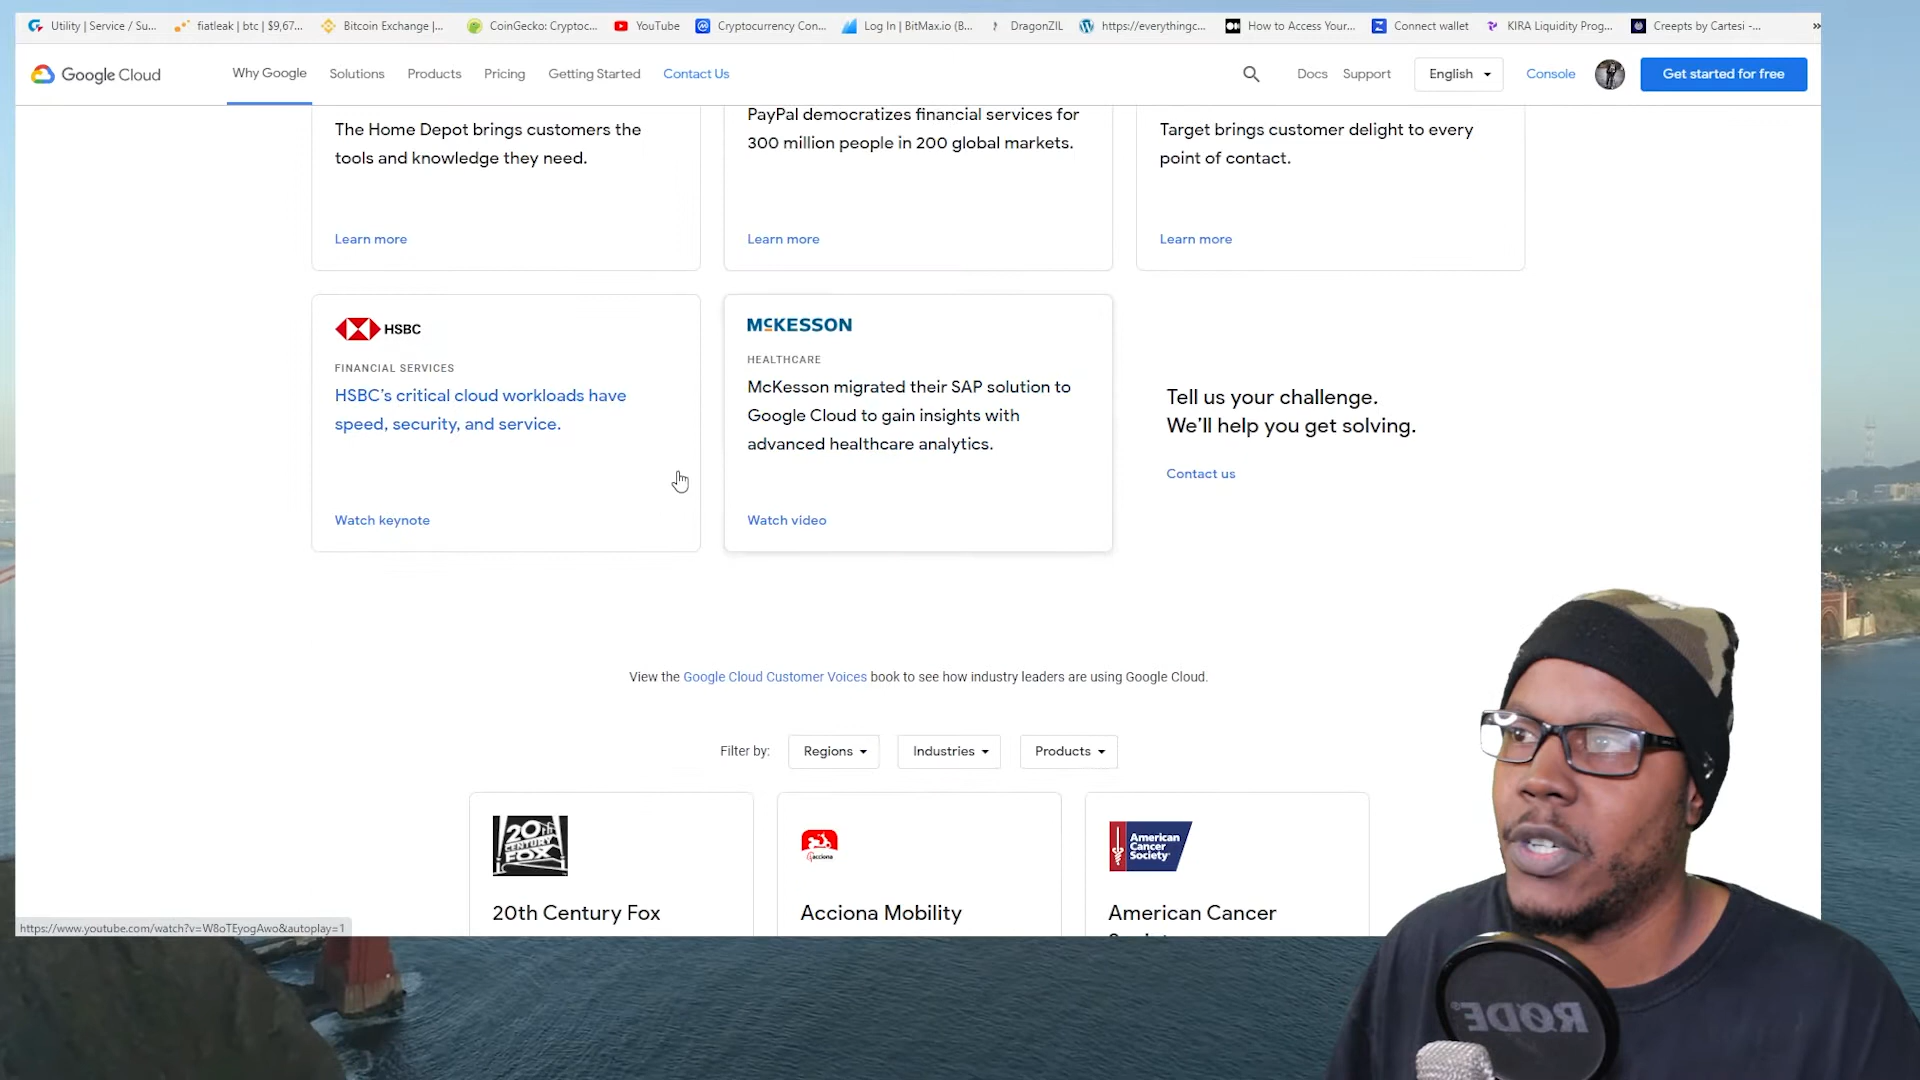 Utility | Service / Su...
fiatleak | btc | $9,67...
Bitcoin Exchange |...
CoinGecko: Cryptoc...
YouTube
Cryptocurrency Con...
Log In | BitMax.io (B...
DragonZIL
https://everythingc...
How to Access Your...
Connect wallet
KIRA Liquidity Prog...
Creepts by Cartesi -...
»
Google Cloud
Why Google
Solutions
Products
Pricing
Getting Started
Contact Us
Docs
Support
English
Console
Get started for free
The Home Depot brings customers the
tools and knowledge they need.
Learn more
PayPal democratizes financial services for
300 million people in 200 global markets.
Learn more
Target brings customer delight to every
point of contact.
Learn more
HSBC
FINANCIAL SERVICES
HSBC's critical cloud workloads have
speed, security, and service.
Watch keynote
MCKESSON
HEALTHCARE
McKesson migrated their SAP solution to
Google Cloud to gain insights with
advanced healthcare analytics.
Watch video
Tell us your challenge.
We'll help you get solving.
Contact us
View the Google Cloud Customer Voices book to see how industry leaders are using Google Cloud.
Filter by:
Regions
Industries
Products
20th
CENTURY
FOX
20th Century Fox
acciona
Acciona Mobility
American
Cancer
Society
American Cancer
https://www.youtube.com/watch?v=W8oTEyogAwo&autoplay=1
RØDE